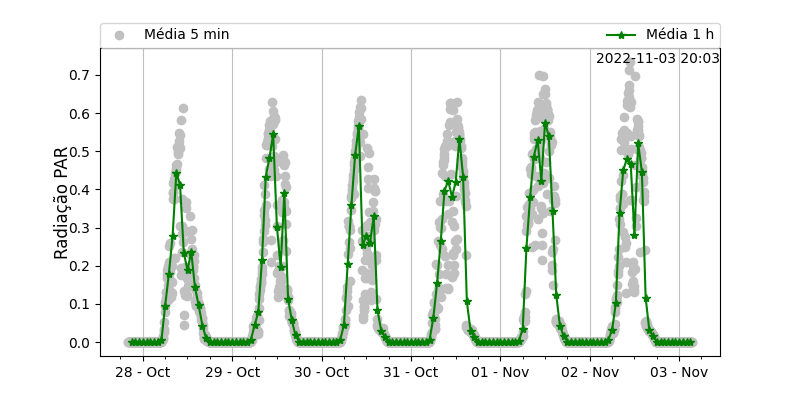 Média 5 min
Média 1 h
2022-11-03 20:03
Radiação PAR
0.7
0.6
0.5
0.4
0.3
0.2
0.1
0.0
28 - Oct
29 - Oct
30 - Oct
31 - Oct
01 - Nov
02 - Nov
03 - Nov